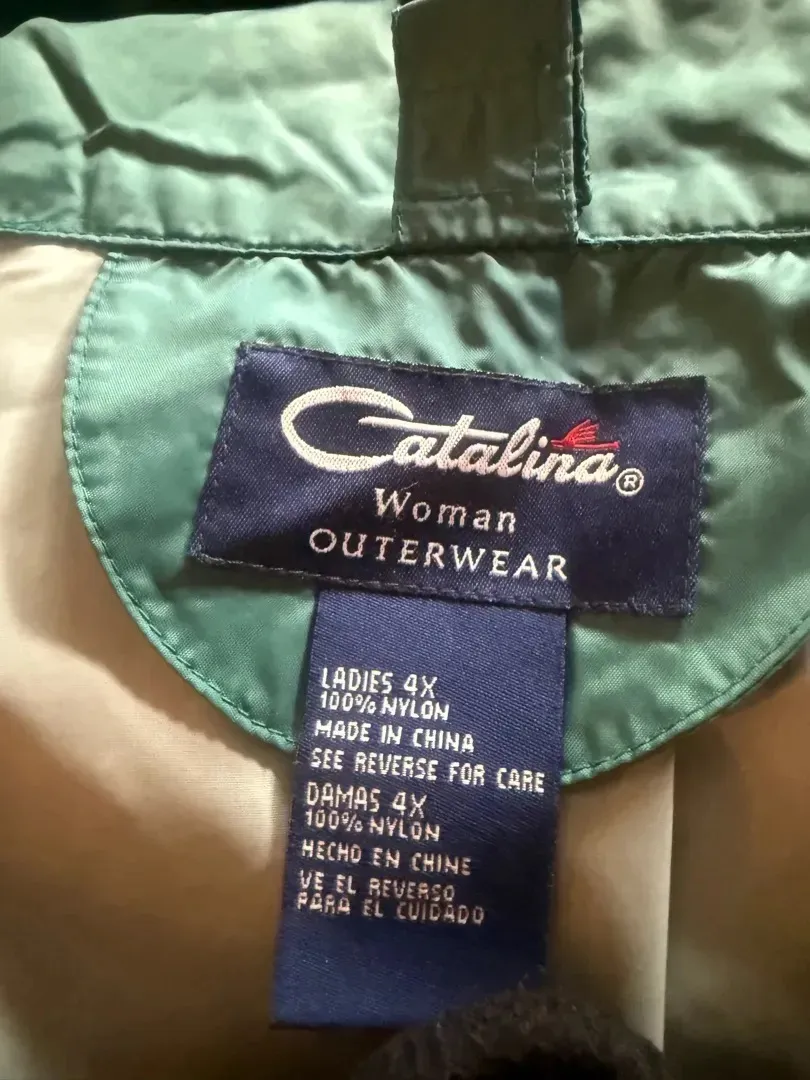 Catalina®
Woman
OUTERWEAR
LADIES 4X
100% NYLON
MADE IN CHINA
SEE REVERSE FOR CARE
DAMAS 4X
100% NYLON
HECHO EN CHINE
VE EL REVERSO
PARA EL CUIDADO